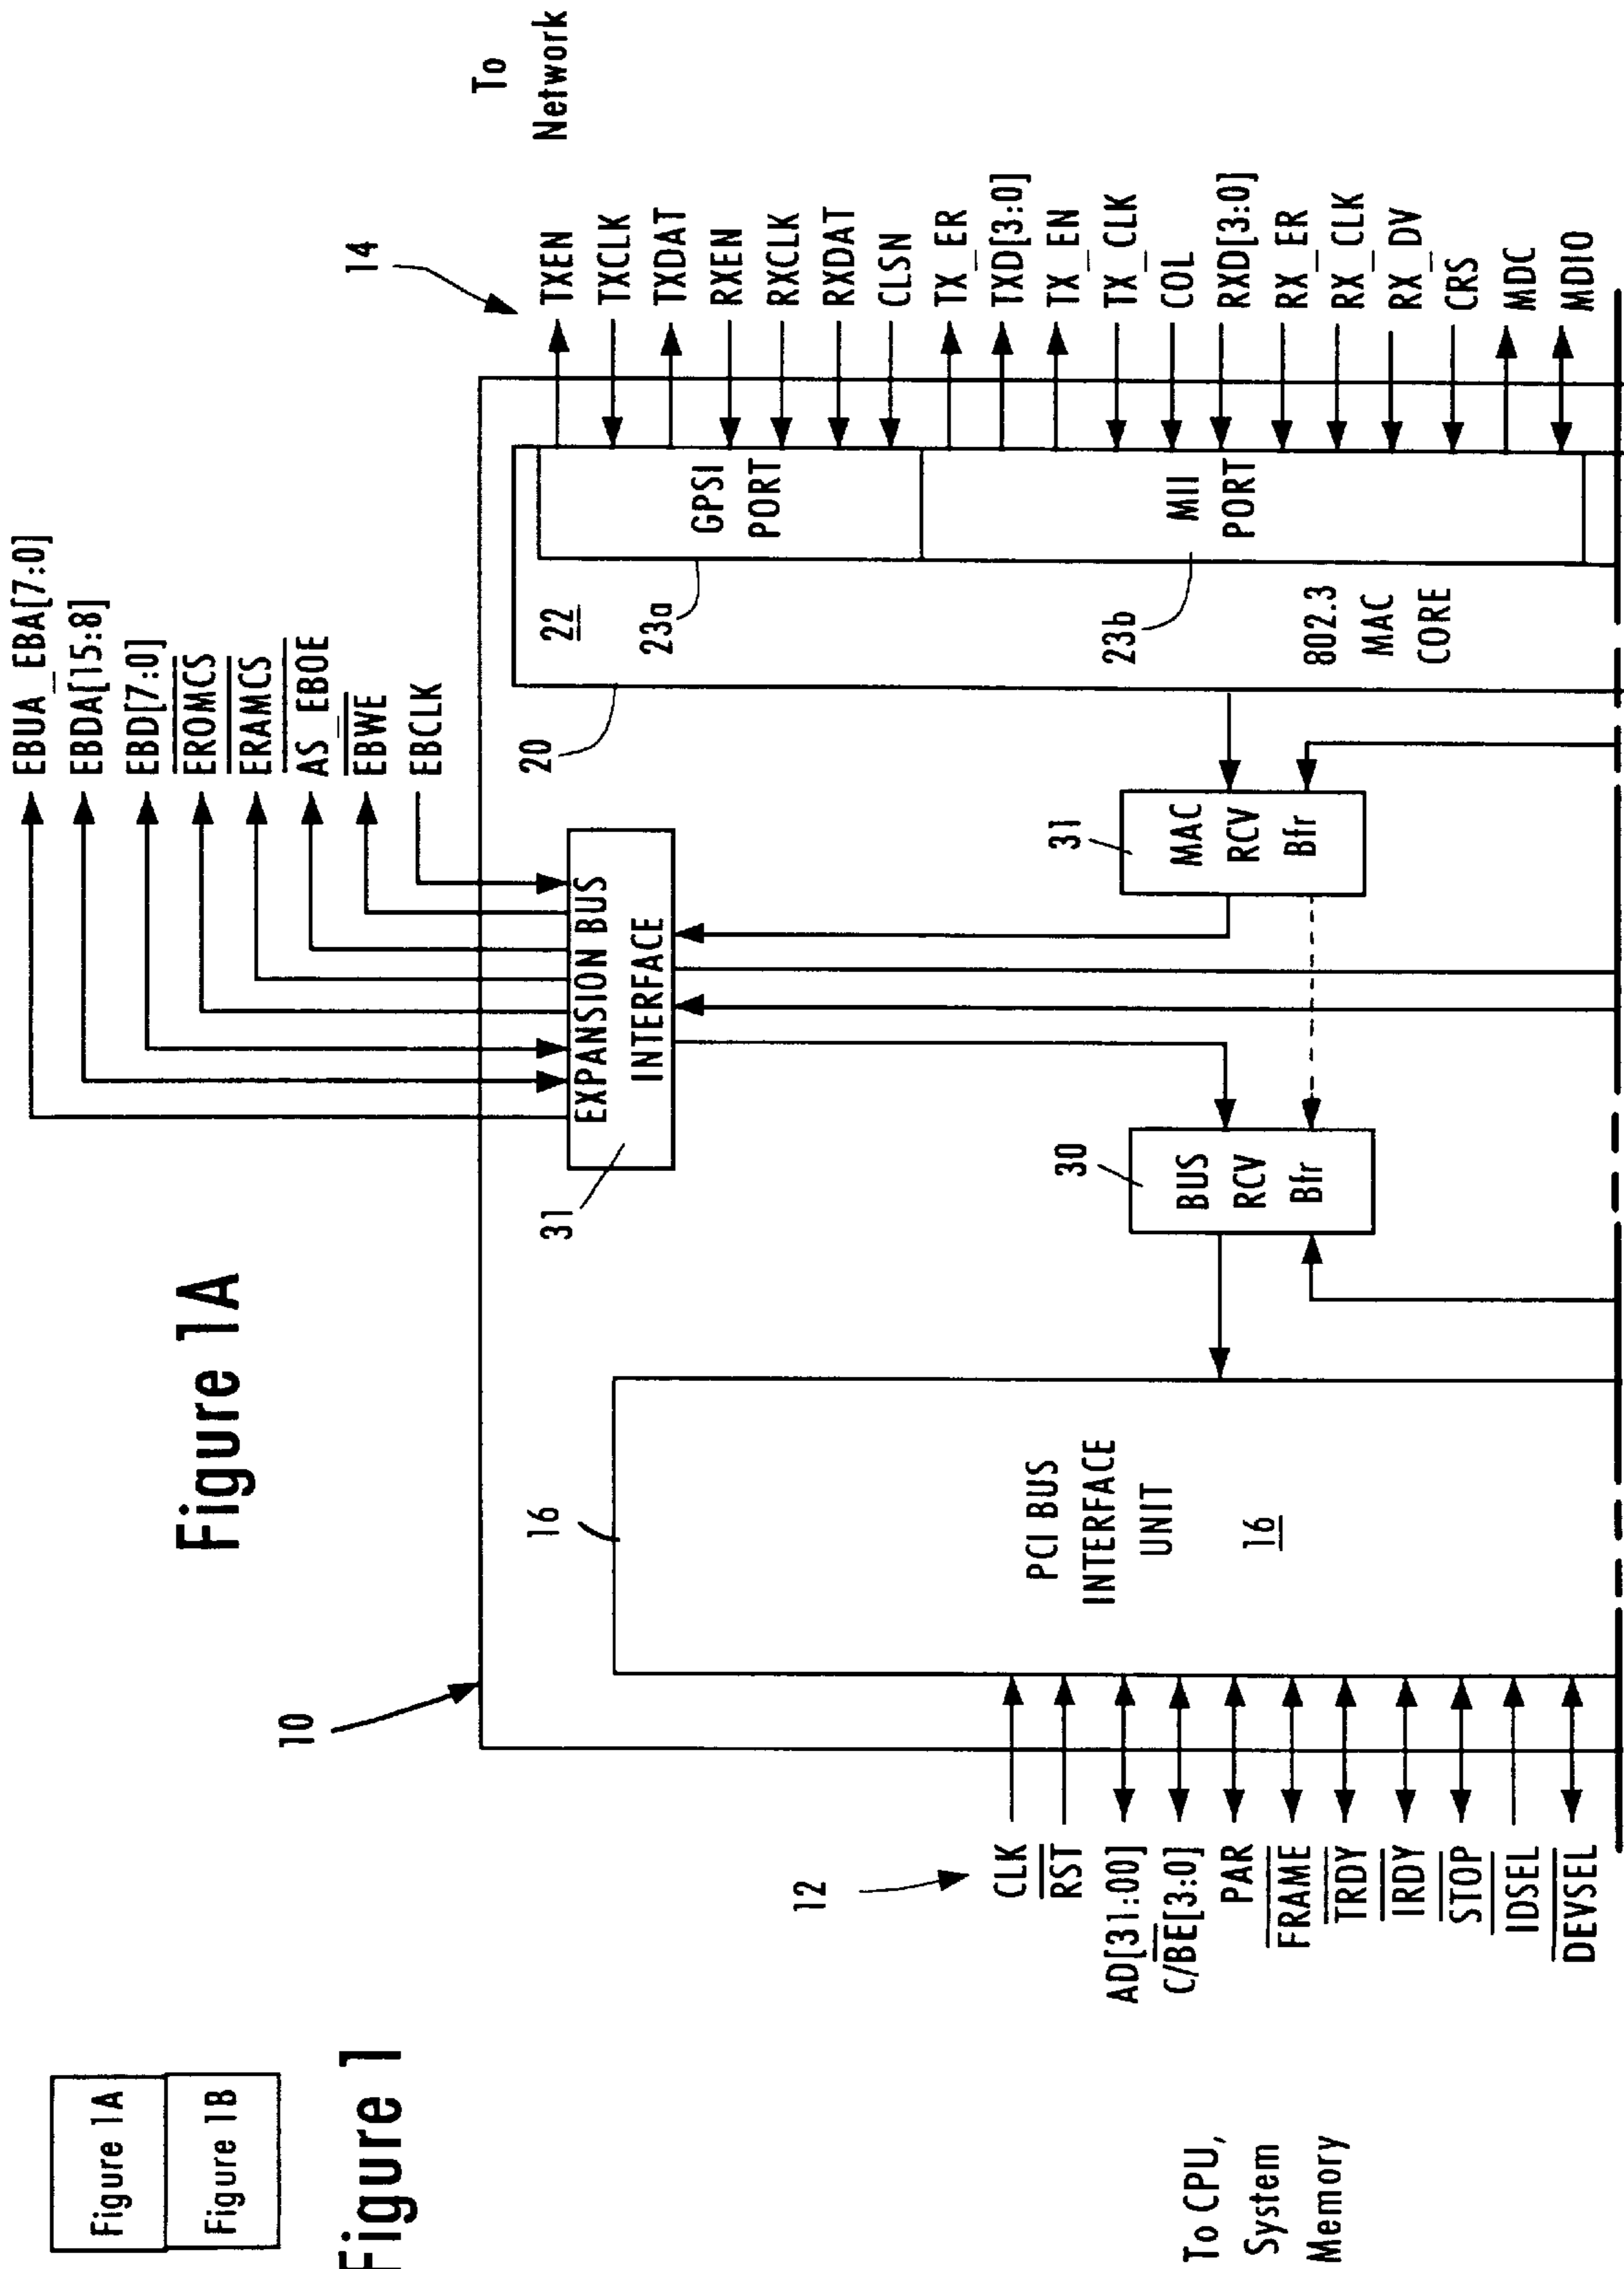 Figure 1A
Figure 1B
Figure 1
Figure 1A
EBUA_EBA[7:0]
EBDA[15:8]
EBD[7:0]
EROMCS
ERAMCS
AS_EBOE
EBWE
EBCLK
To
Network
10
14
12
CLK
RST
AD[31:00]
C/BE[3:0]
PAR
FRAME
TRDY
IRDY
STOP
IDSEL
DEVSEL
To CPU,
System
Memory
16
PCI BUS
INTERFACE
UNIT
16
31
EXPANSION BUS
INTERFACE
30
BUS
RCV
Bfr
31
MAC
RCV
Bfr
20
22
23a
GPSI
PORT
23b
MII
PORT
802.3
MAC
CORE
TXEN
TXCLK
TXDAT
RXEN
RXCLK
RXDAT
CLSN
TX_ER
TXD[3:0]
TX_EN
TX_CLK
COL
RXD[3:0]
RX_ER
RX_CLK
RX_DV
CRS
MDC
MDIO